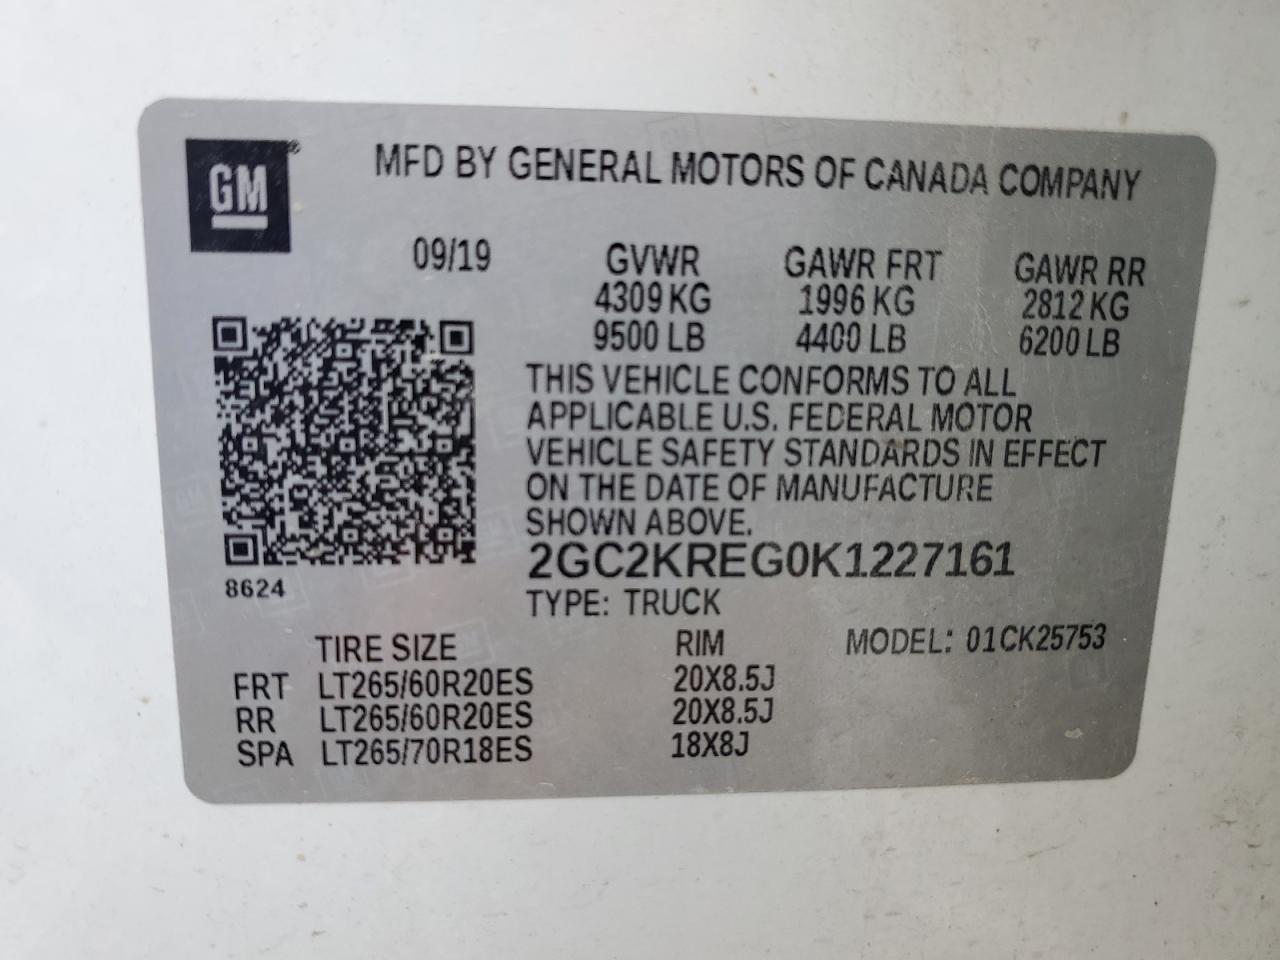 GM®
MFD BY GENERAL MOTORS OF CANADA COMPANY
09/19 GVWR GAWR FRT GAWR RR
4309 KG 1996 KG 2812 KG
9500 LB 4400 LB 6200 LB
THIS VEHICLE CONFORMS TO ALL
APPLICABLE U.S. FEDERAL MOTOR
VEHICLE SAFETY STANDARDS IN EFFECT
ON THE DATE OF MANUFACTURE
SHOWN ABOVE.
2GC2KREG0K1227161
8624
TYPE: TRUCK
TIRE SIZE RIM MODEL: 01CK25753
FRT LT265/60R20ES 20X8.5J
RR LT265/60R20ES 20X8.5J
SPA LT265/70R18ES 18X8J